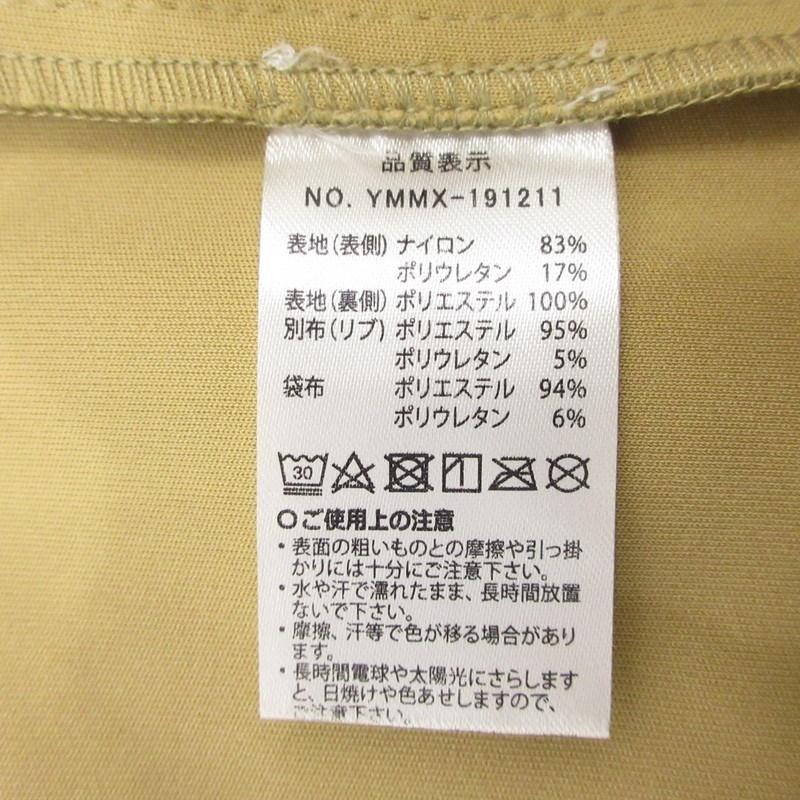 品質表示
NO. YMMX-191211
表地(表側) ナイロン 83%
ポリウレタン 17%
表地(裏側) ポリエステル 100%
別布(リブ) ポリエステル 95%
ポリウレタン 5%
袋布 ポリエステル 94%
ポリウレタン 6%
30
○ご使用上の注意
・表面の粗いものとの摩擦や引っ掛
かりには十分にご注意下さい。
・水や汗で濡れたまま、長時間放置
ないで下さい。
・摩擦、汗等で色が移る場合があり
ます。
・長時間電球や太陽光にさらします
と、日焼けや色あせしますので、
ご注意下さい。